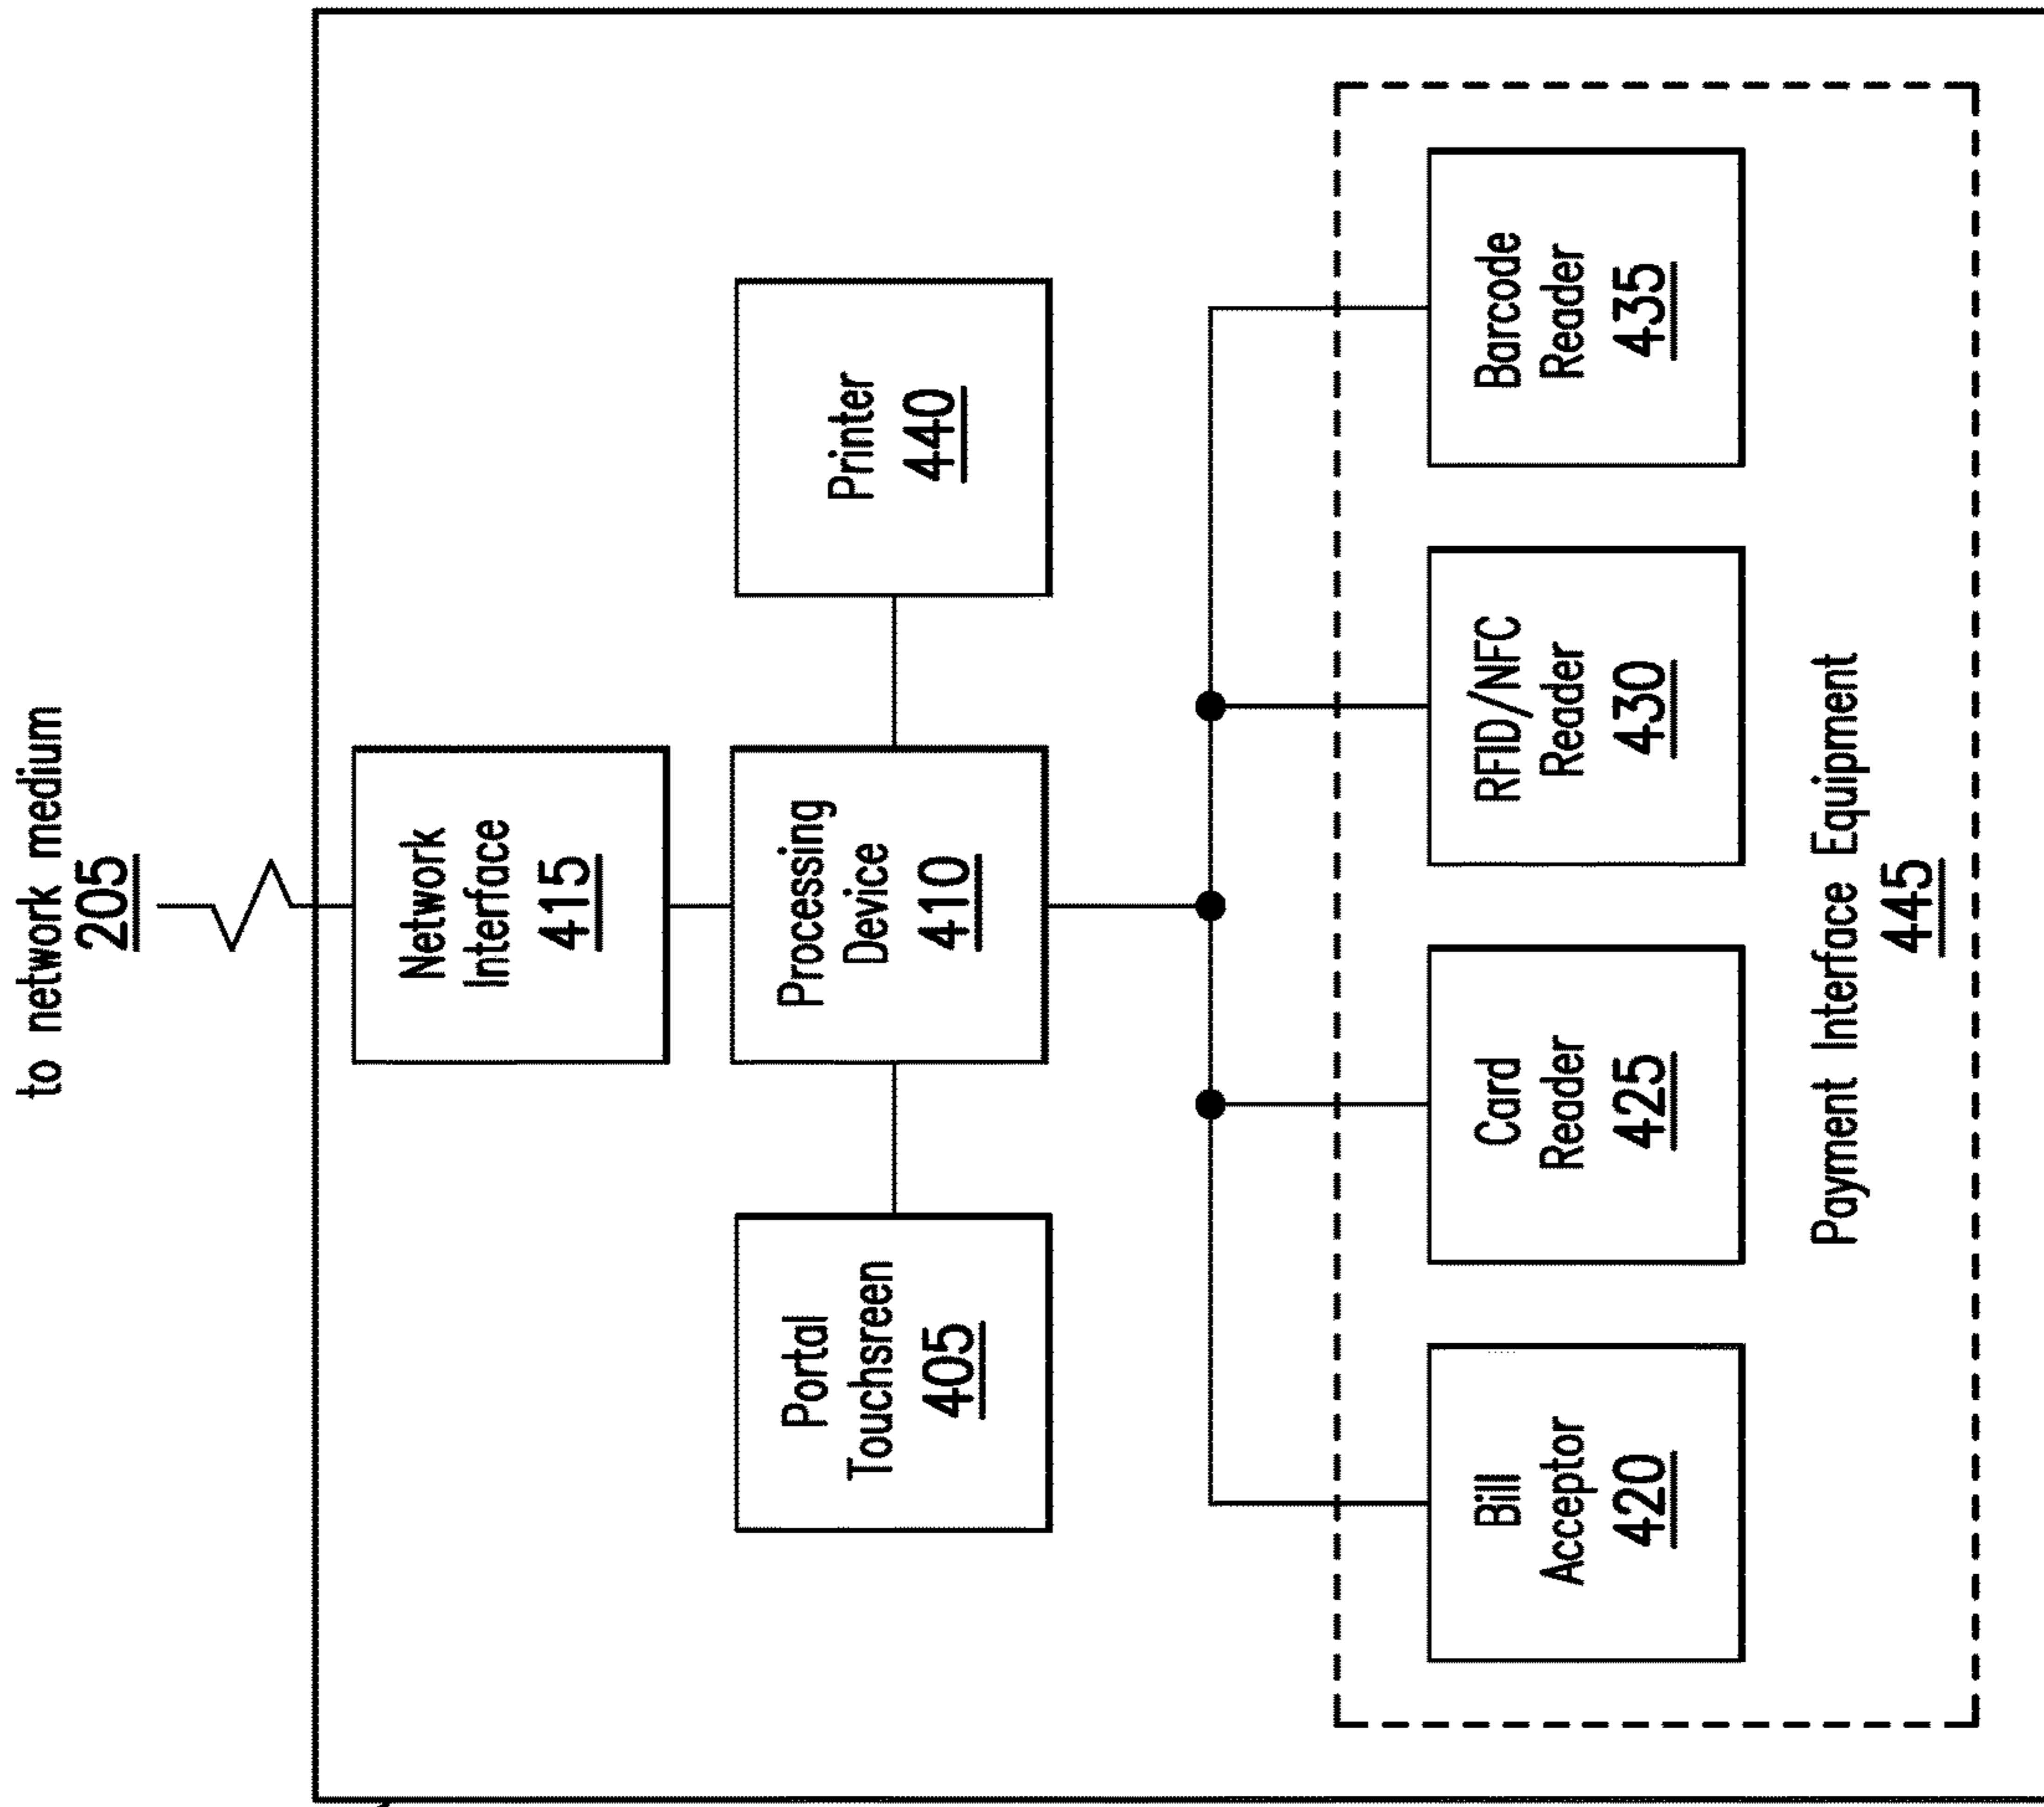 to network medium
205
Network
Interface
415
Portal
Touchsreen
405
Processing
Device
410
Printer
440
Bill
Acceptor
420
Card
Reader
425
RFID/NFC
Reader
430
Barcode
Reader
435
Payment Interface Equipment
445